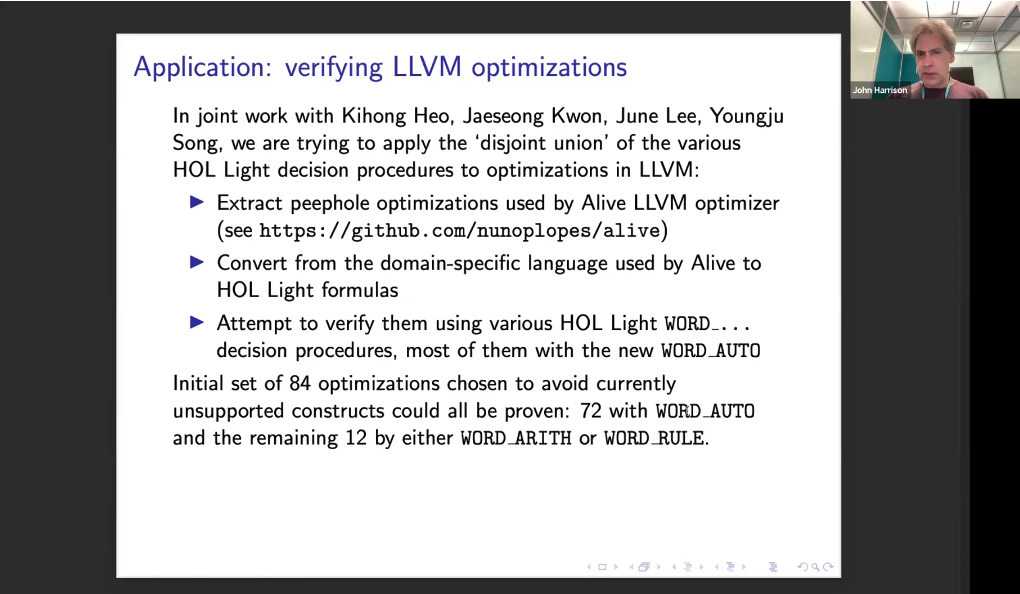 Application: verifying LLVM optimizations
John Harrison
In joint work with Kihong Heo, Jaeseong Kwon, June Lee, Youngju
Song, we are trying to apply the ‘disjoint union’ of the various
HOL Light decision procedures to optimizations in LLVM:
▶ Extract peephole optimizations used by Alive LLVM optimizer
(see https://github.com/nunoplopes/alive)
▶ Convert from the domain-specific language used by Alive to
HOL Light formulas
▶ Attempt to verify them using various HOL Light WORD_...
decision procedures, most of them with the new WORD_AUTO
Initial set of 84 optimizations chosen to avoid currently
unsupported constructs could all be proven: 72 with WORD_AUTO
and the remaining 12 by either WORD_ARITH or WORD_RULE.